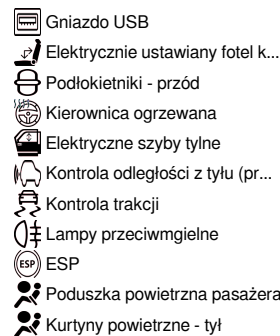 Gniazdo USB
Elektrycznie ustawiany fotel k...
Podłokietniki - przód
Kierownica ogrzewana
Elektryczne szyby tylne
Kontrola odległości z tyłu (pr...
Kontrola trakcji
Lampy przeciwmgielne
ESP ESP
Poduszka powietrzna pasażera
Kurtyny powietrzne - tył